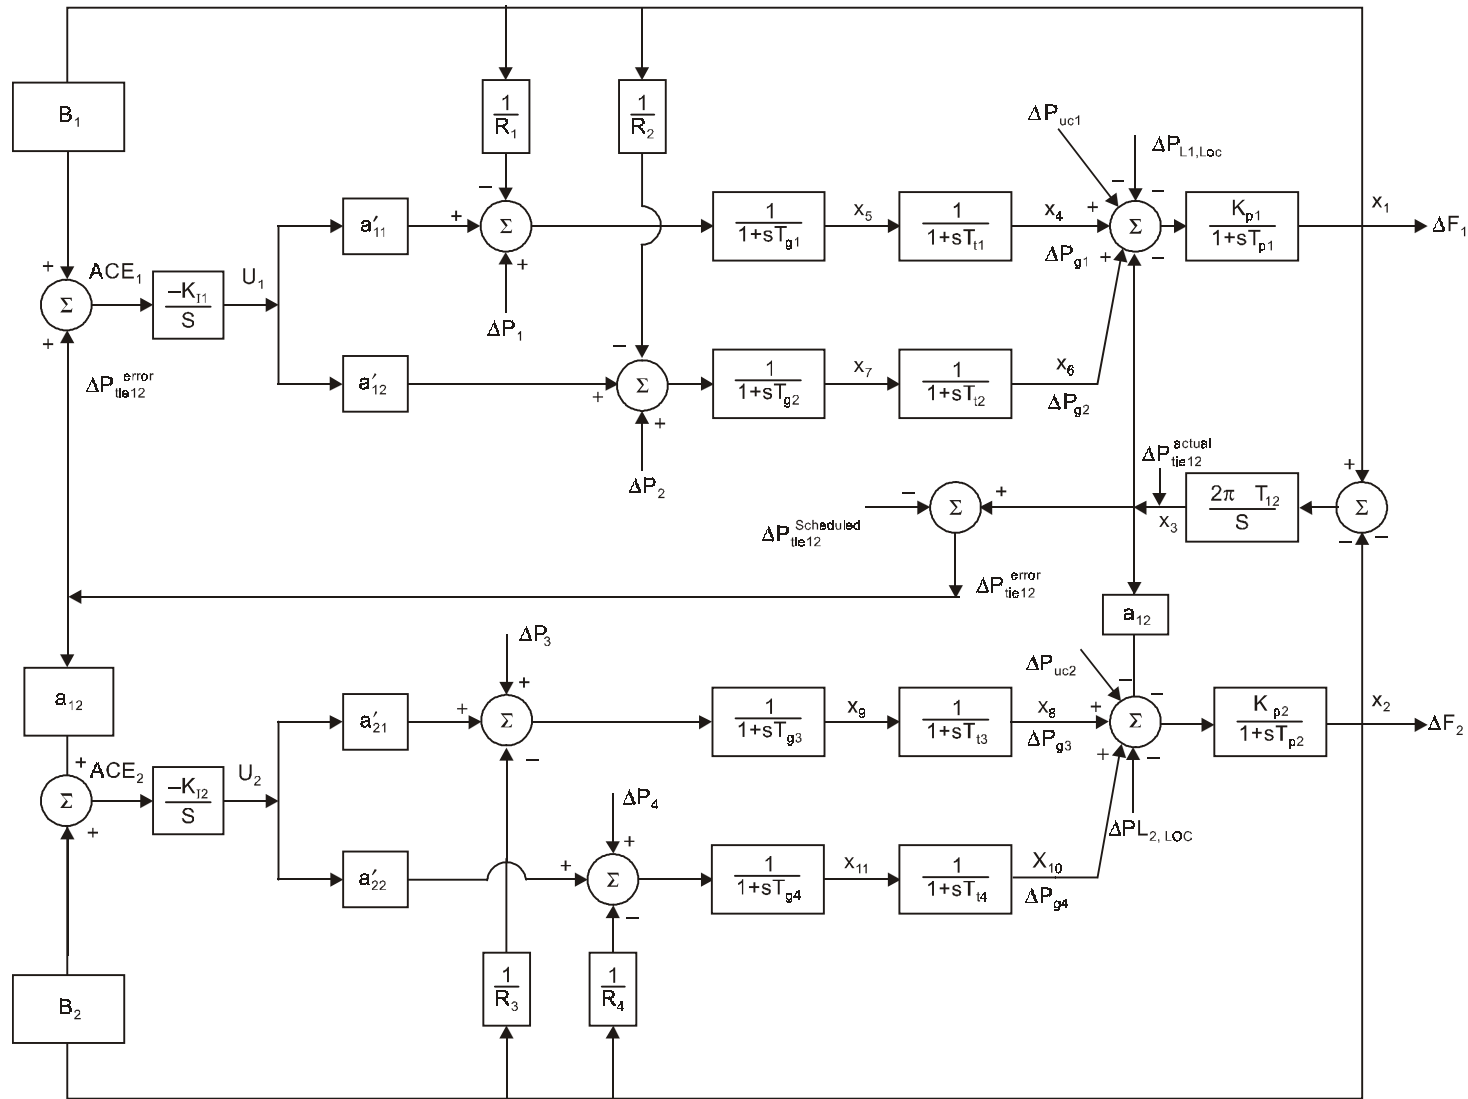 B₁
1/R₁
1/R₂
ΔP_uc1
ΔP_L1,Loc
− − −
a′₁₁
+ Σ
1/(1+sT_g1)
x₅
1/(1+sT_t1)
x₄
+ Σ
K_p1/(1+sT_p1)
x₁
ΔF₁
ΔP_g1
+ −
+
ACE₁
U₁
+
Σ
−K_I1/S
ΔP₁
+
ΔP_tie12^error
a′₁₂
− + Σ +
1/(1+sT_g2)
x₇
1/(1+sT_t2)
x₆
ΔP_g2
ΔP₂
ΔP_tie12^actual
+
− Σ +
x₃
2π T₁₂/S
Σ
− −
ΔP_tie12^Scheduled
ΔP_tie12^error
a₁₂
ΔP₃
+
ΔP_uc2
− −
a₁₂
a′₂₁
+ Σ
−
1/(1+sT_g3)
x₉
1/(1+sT_t3)
x₈
ΔP_g3
+ Σ
K_p2/(1+sT_p2)
x₂
ΔF₂
+ −
+
ACE₂
U₂
Σ
−K_I2/S
+
ΔP₄
+
ΔPL₂, LOC
a′₂₂
+ Σ
−
1/(1+sT_g4)
x₁₁
1/(1+sT_t4)
X₁₀
ΔP_g4
B₂
1/R₃
1/R₄